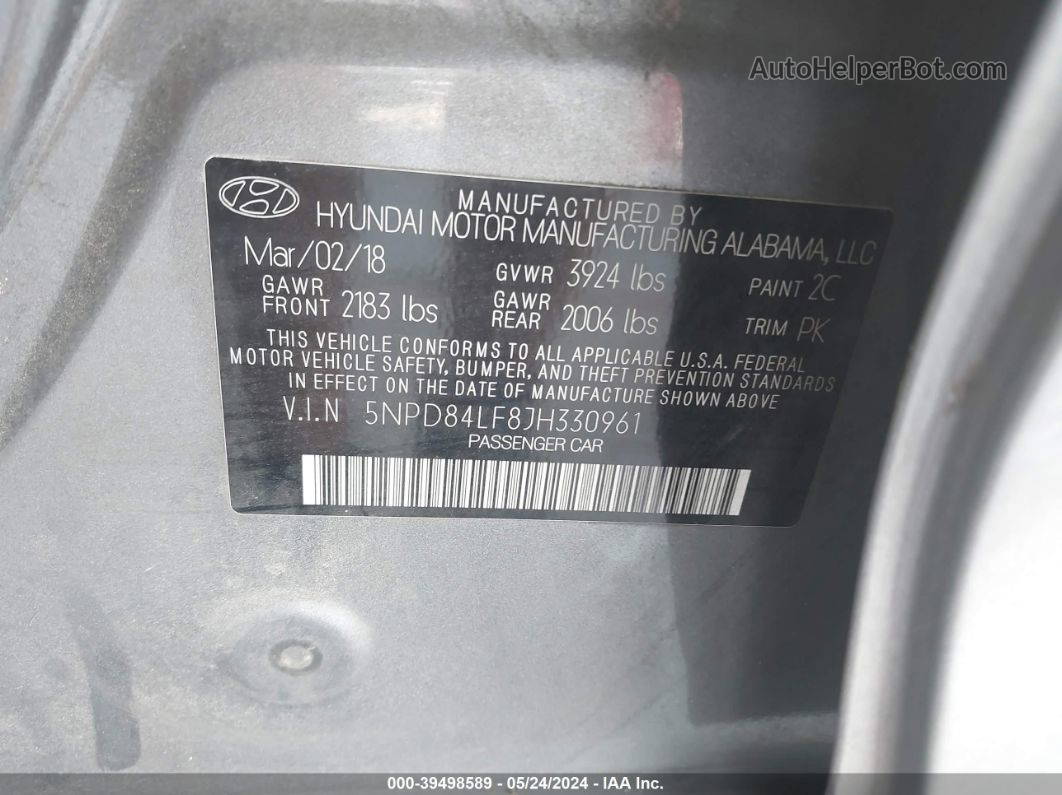 AutoHelperBot.com
MANUFACTURED BY
HYUNDAI MOTOR MANUFACTURING ALABAMA, LLC
Mar/02/18 GVWR 3924 lbs PAINT 2C
GAWR FRONT 2183 lbs GAWR REAR 2006 lbs TRIM PK
THIS VEHICLE CONFORMS TO ALL APPLICABLE U.S.A. FEDERAL
MOTOR VEHICLE SAFETY, BUMPER, AND THEFT PREVENTION STANDARDS
IN EFFECT ON THE DATE OF MANUFACTURE SHOWN ABOVE
V.I.N 5NPD84LF8JH330961
PASSENGER CAR
000-39498589 - 05/24/2024 - IAA Inc.